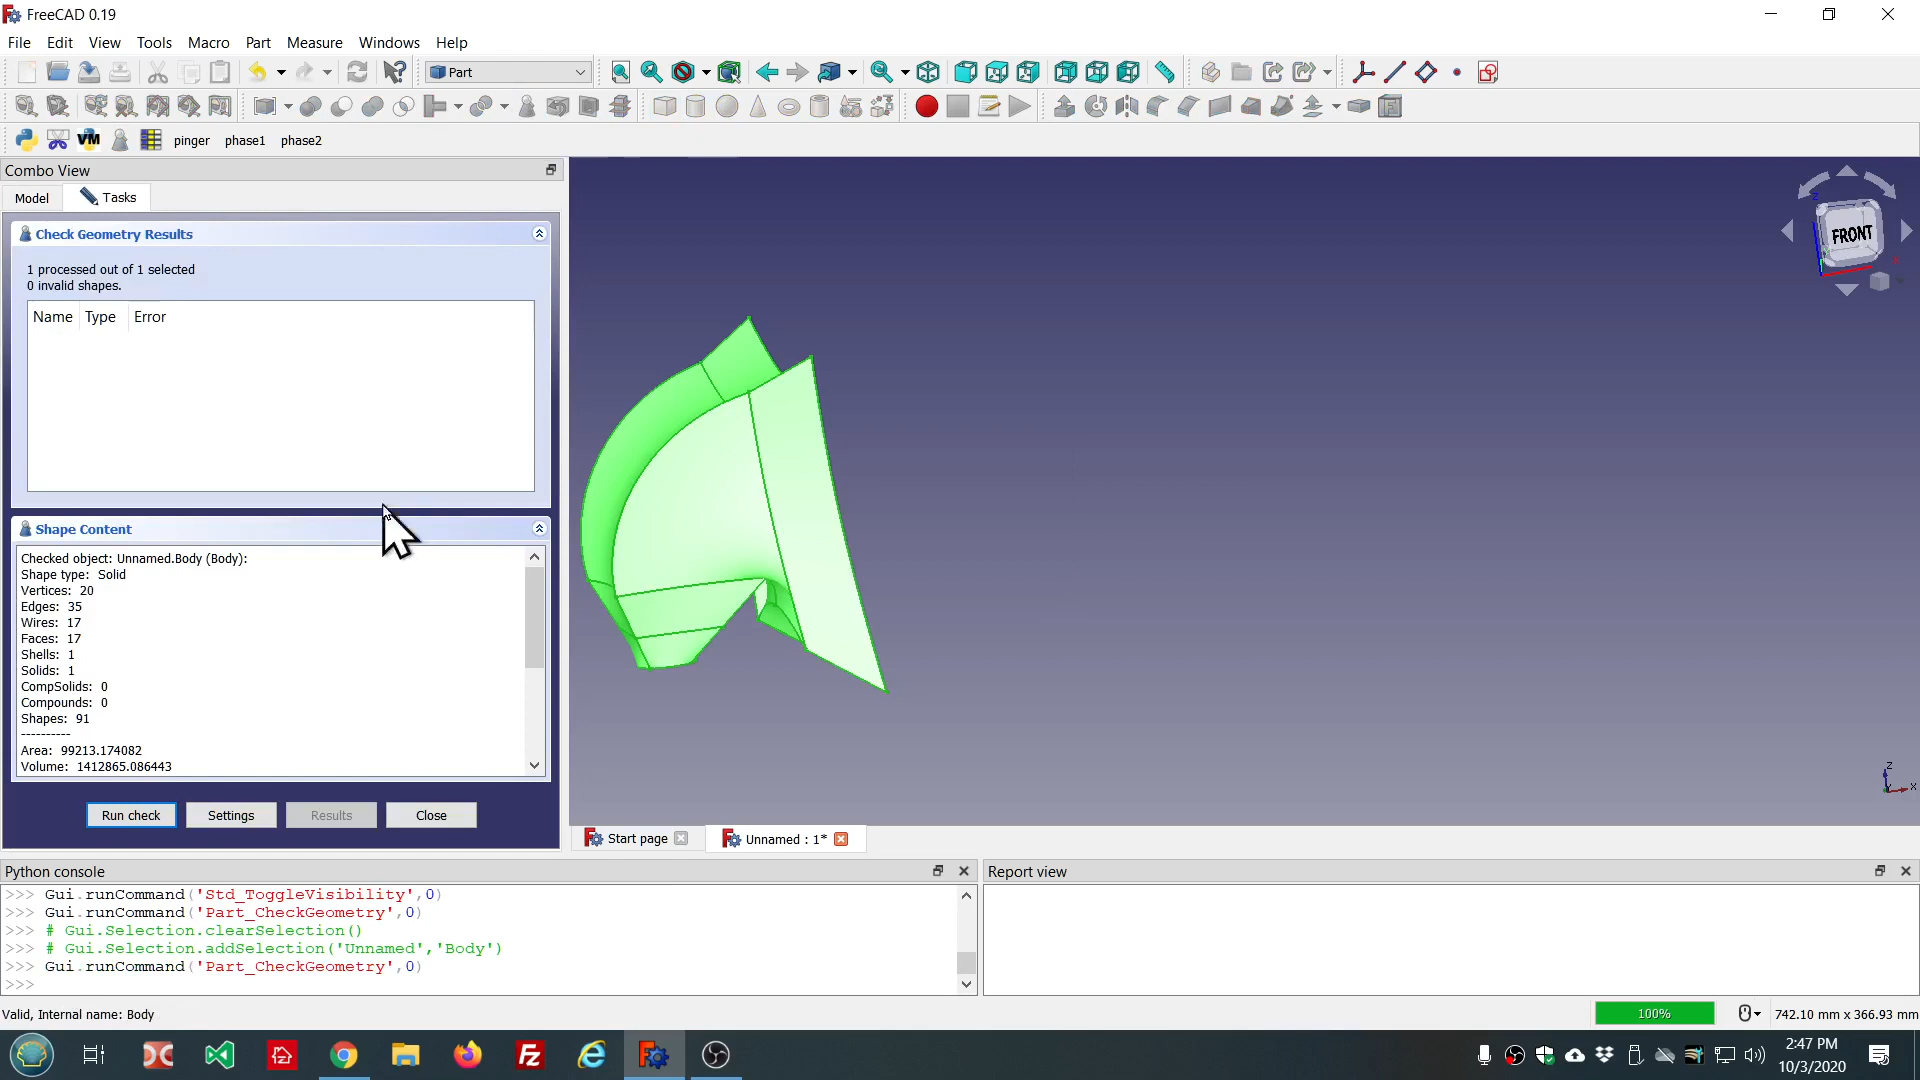 FreeCAD 0.19
File Edit View Tools Macro Part Measure Windows Help
Part
VM pinger phase1 phase2
Combo View
Model Tasks
Check Geometry Results
1 processed out of 1 selected
0 invalid shapes.
Name Type Error
Shape Content
Checked object: Unnamed.Body (Body):
Shape type: Solid
Vertices: 20
Edges: 35
Wires: 17
Faces: 17
Shells: 1
Solids: 1
CompSolids: 0
Compounds: 0
Shapes: 91
----------
Area: 99213.174082
Volume: 1412865.086443
Run check Settings Results Close
FRONT
Z
X
Start page Unnamed : 1*
Python console
>>> Gui.runCommand('Std_ToggleVisibility',0)
>>> Gui.runCommand('Part_CheckGeometry',0)
>>> # Gui.Selection.clearSelection()
>>> # Gui.Selection.addSelection('Unnamed','Body')
>>> Gui.runCommand('Part_CheckGeometry',0)
>>>
Report view
Valid, Internal name: Body
100%
742.10 mm x 366.93 mm
2:47 PM
10/3/2020